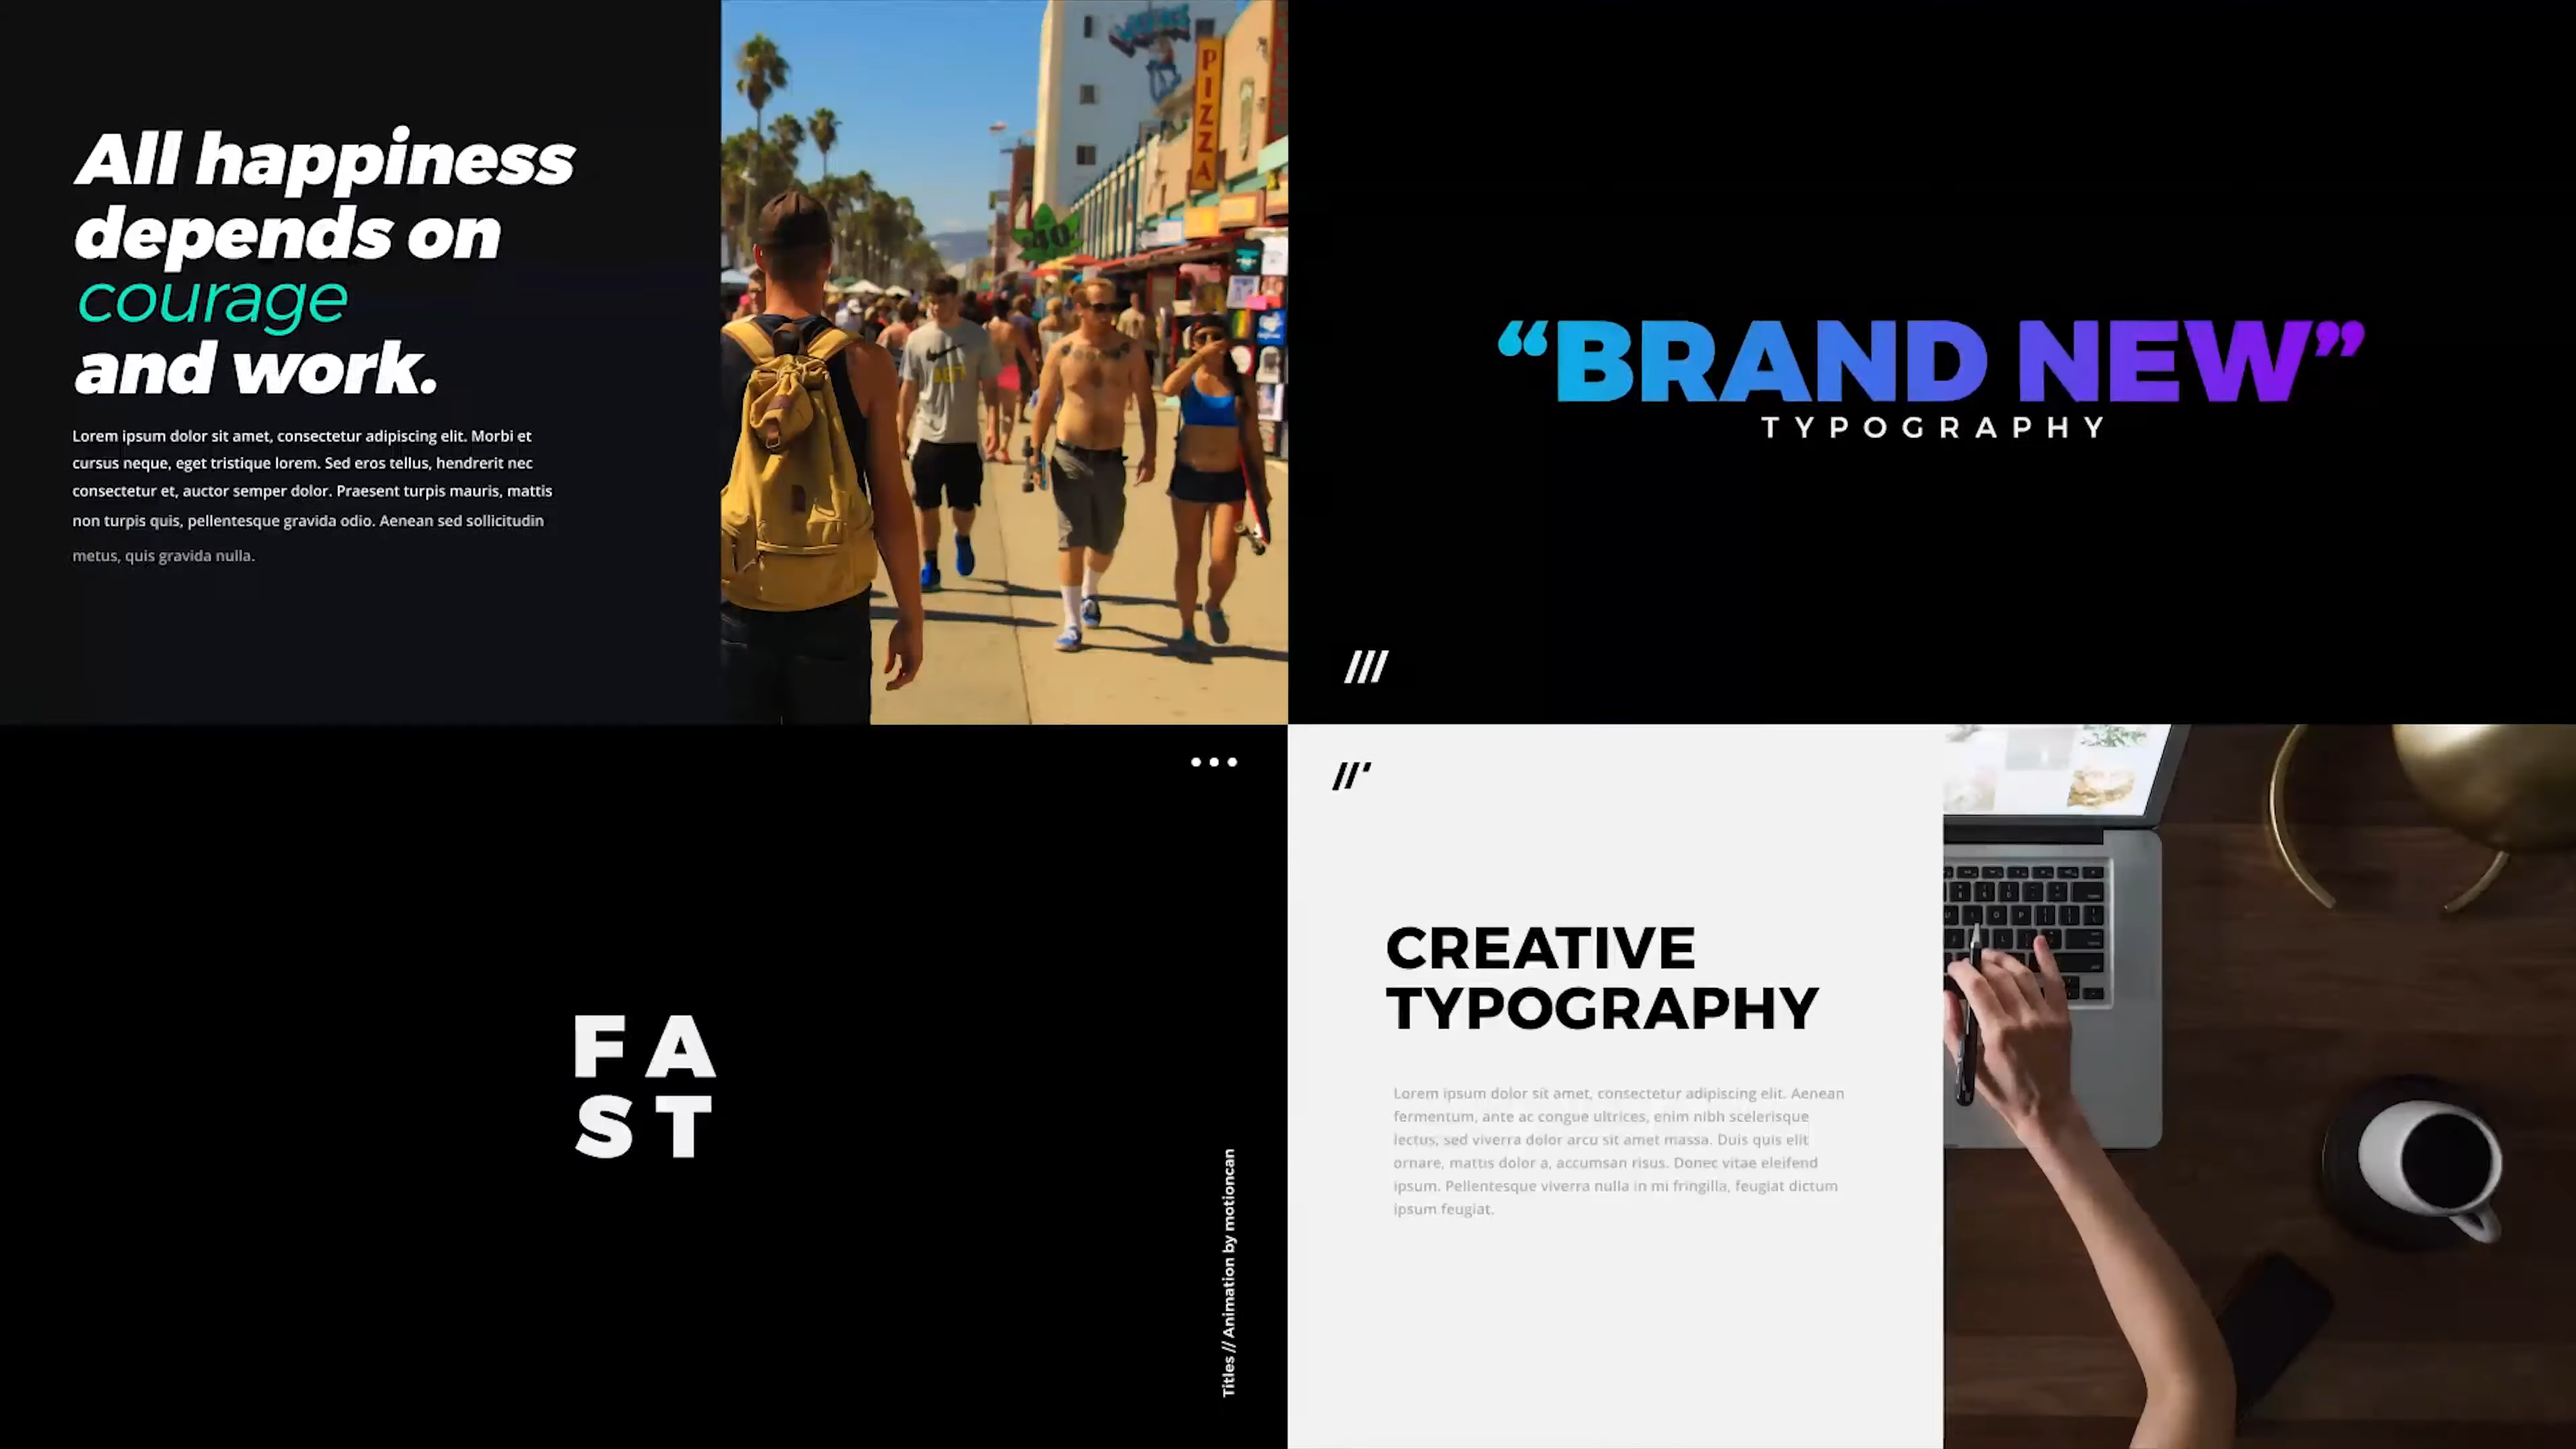 All happiness
depends on
courage
and work.
Lorem ipsum dolor sit amet, consectetur adipiscing elit. Morbi et
cursus neque, eget tristique lorem. Sed eros tellus, hendrerit nec
consectetur et, auctor semper dolor. Praesent turpis mauris, mattis
non turpis quis, pellentesque gravida odio. Aenean sed sollicitudin
metus, quis gravida nulla.
PIZZA
40
“BRAND NEW”
TYPOGRAPHY
///
FA
ST
Titles // Animation by motioncan
CREATIVE
TYPOGRAPHY
Lorem ipsum dolor sit amet, consectetur adipiscing elit. Aenean
fermentum, ante ac congue ultrices, enim nibh scelerisque
lectus, sed viverra dolor arcu sit amet massa. Duis quis elit
ornare, mattis dolor a, accumsan risus. Donec vitae eleifend
ipsum. Pellentesque viverra nulla in mi fringilla, feugiat dictum
ipsum feugiat.